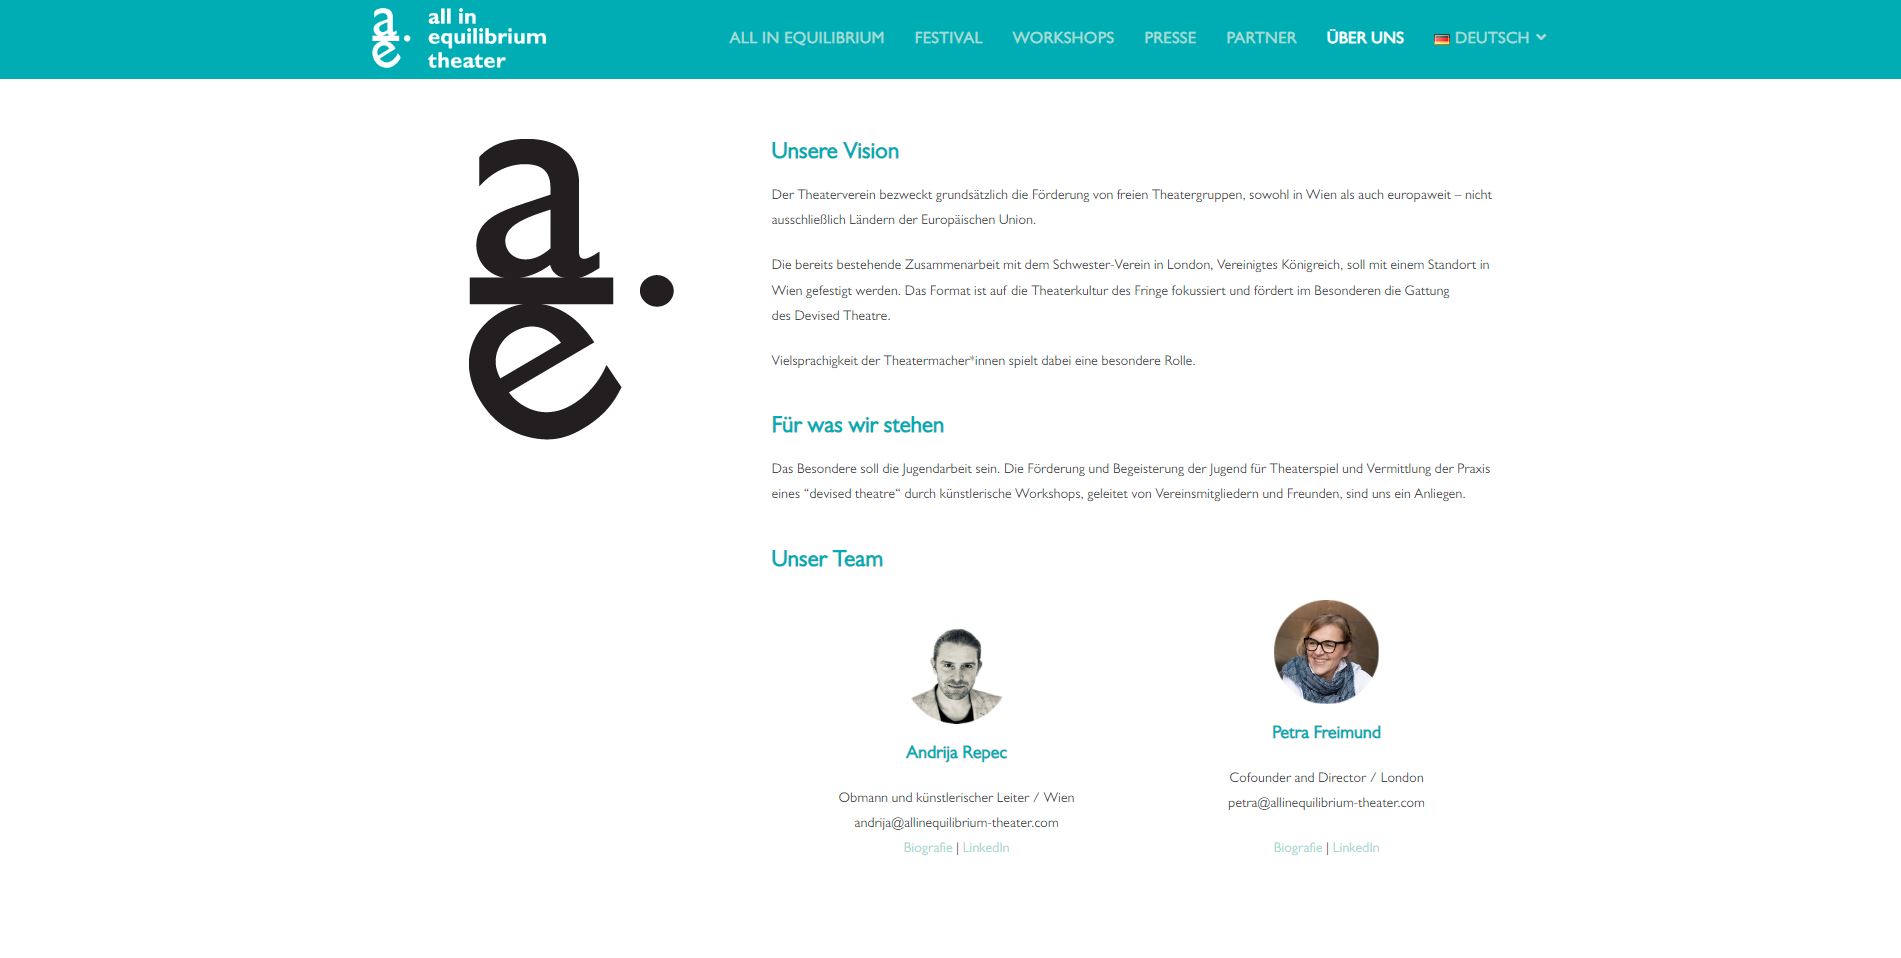 a.
e
all in
equilibrium
theater
ALL IN EQUILIBRIUM
FESTIVAL
WORKSHOPS
PRESSE
PARTNER
ÜBER UNS
DEUTSCH
a.
e
Unsere Vision
Der Theaterverein bezweckt grundsätzlich die Förderung von freien Theatergruppen, sowohl in Wien als auch europaweit – nicht
ausschließlich Ländern der Europäischen Union.
Die bereits bestehende Zusammenarbeit mit dem Schwester-Verein in London, Vereinigtes Königreich, soll mit einem Standort in
Wien gefestigt werden. Das Format ist auf die Theaterkultur des Fringe fokussiert und fördert im Besonderen die Gattung
des Devised Theatre.
Vielsprachigkeit der Theatermacher*innen spielt dabei eine besondere Rolle.
Für was wir stehen
Das Besondere soll die Jugendarbeit sein. Die Förderung und Begeisterung der Jugend für Theaterspiel und Vermittlung der Praxis
eines “devised theatre“ durch künstlerische Workshops, geleitet von Vereinsmitgliedern und Freunden, sind uns ein Anliegen.
Unser Team
Andrija Repec
Obmann und künstlerischer Leiter / Wien
andrija@allinequilibrium-theater.com
Biografie | LinkedIn
Petra Freimund
Cofounder and Director / London
petra@allinequilibrium-theater.com
Biografie | LinkedIn